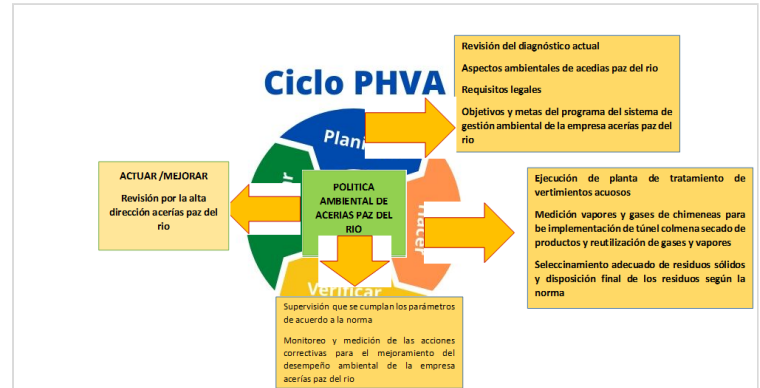 Ciclo PHVA
Revisión del diagnóstico actual
Aspectos ambientales de acedias paz del rio
Requisitos legales
Objetivos y metas del programa del sistema de
gestión ambiental de la empresa acerías paz del
rio
ACTUAR /MEJORAR
Revisión por la alta
dirección acerías paz del
rio
POLITICA
AMBIENTAL DE
ACERIAS PAZ DEL
RIO
Ejecución de planta de tratamiento de
vertimientos acuosos
Medición vapores y gases de chimeneas para
be implementación de túnel colmena secado de
productos y reutilización de gases y vapores
Seleccinamiento adecuado de residuos sólidos
y disposición final de los residuos según la
norma
Verificar
Supervisión que se cumplan los parámetros
de acuerdo a la norma
Monitoreo y medición de las acciones
correctivas para el mejoramiento del
desempeño ambiental de la empresa
acerías paz del rio